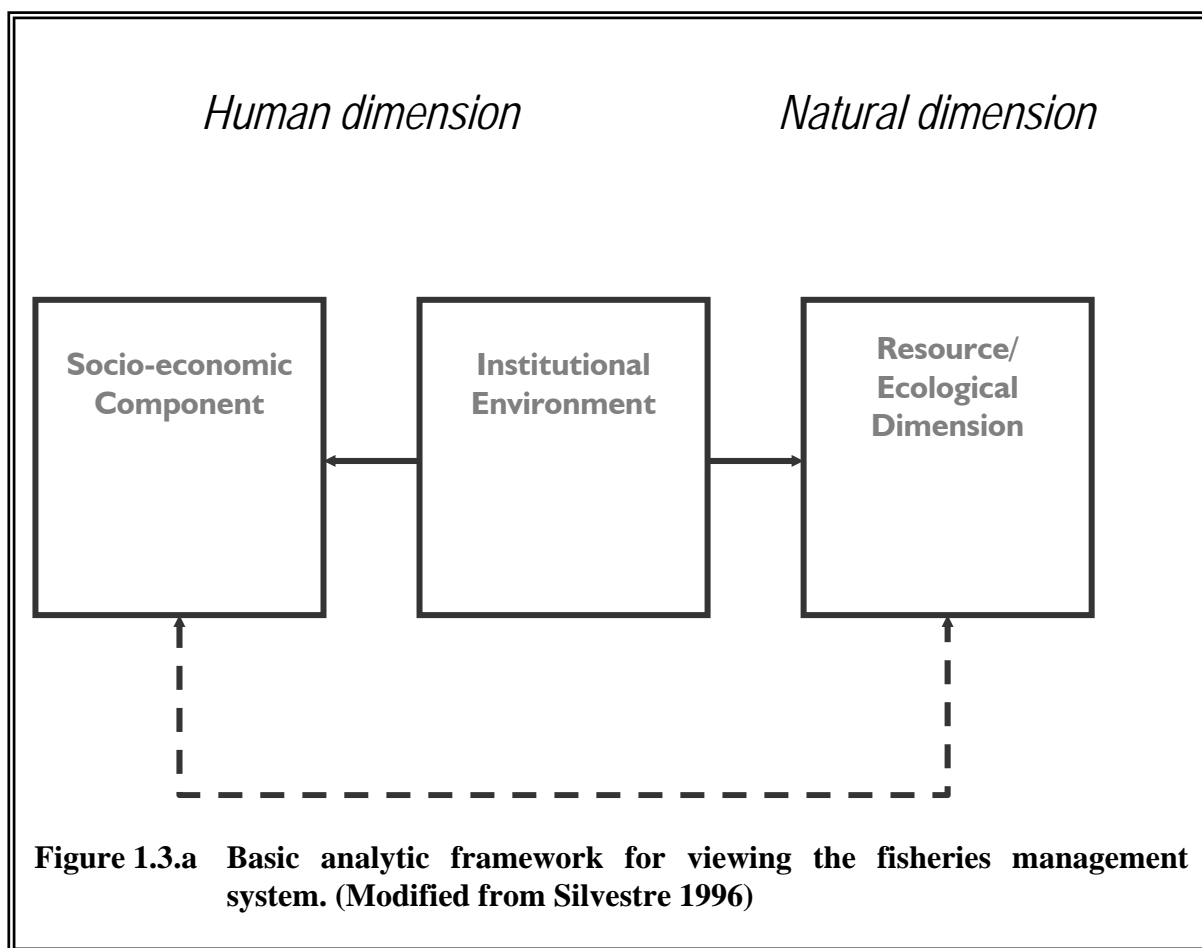 Human dimension
Natural dimension
Socio-economic
Component
Institutional
Environment
Resource/
Ecological
Dimension
Figure 1.3.a Basic analytic framework for viewing the fisheries management
system. (Modified from Silvestre 1996)